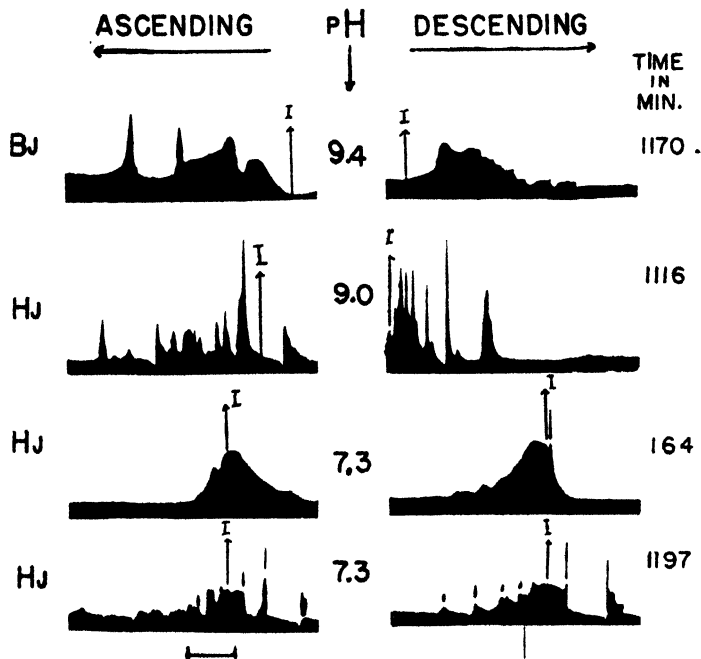 ASCENDING pH DESCENDING
TIME
IN
MIN.
BJ I 9.4 I 1170 .
HJ I 9.0 I 1116
HJ I 7.3 I 164
HJ I 7.3 I 1197